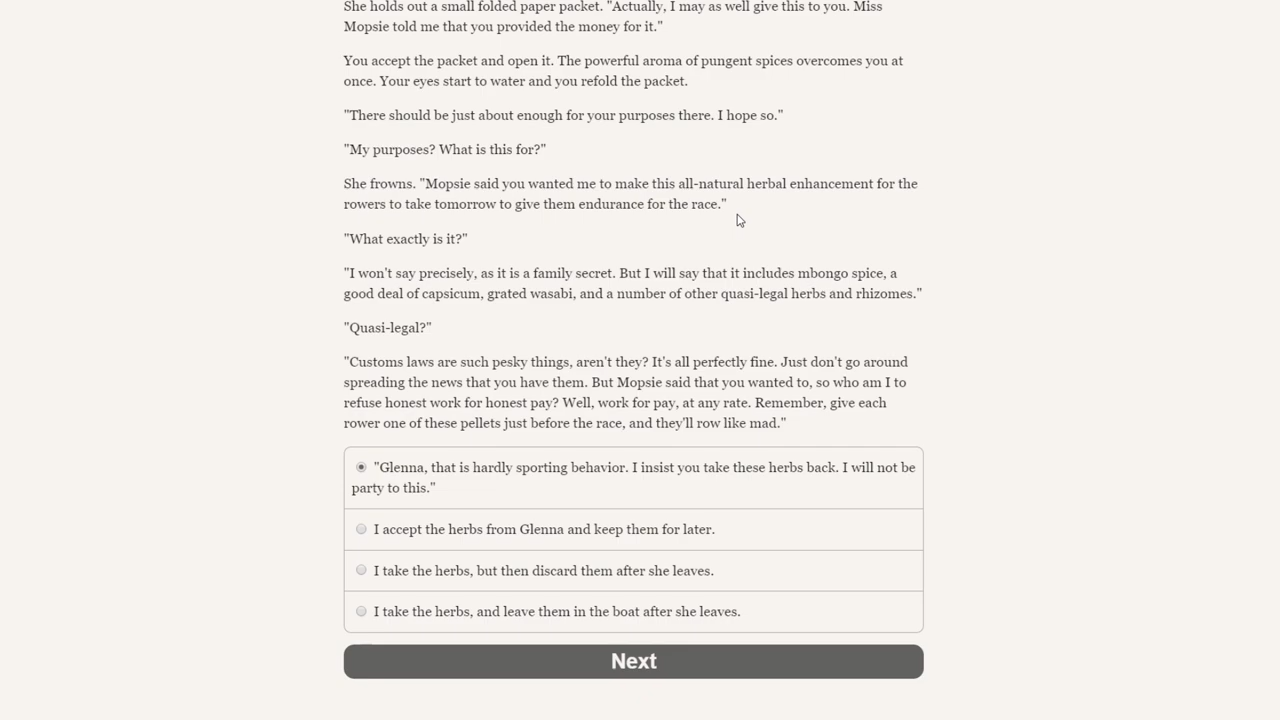 She holds out a small folded paper packet. "Actually, I may as well give this to you. Miss
Mopsie told me that you provided the money for it."
You accept the packet and open it. The powerful aroma of pungent spices overcomes you at
once. Your eyes start to water and you refold the packet.
"There should be just about enough for your purposes there. I hope so."
"My purposes? What is this for?"
She frowns. "Mopsie said you wanted me to make this all-natural herbal enhancement for the
rowers to take tomorrow to give them endurance for the race."
"What exactly is it?"
"I won't say precisely, as it is a family secret. But I will say that it includes mbongo spice, a
good deal of capsicum, grated wasabi, and a number of other quasi-legal herbs and rhizomes."
"Quasi-legal?"
"Customs laws are such pesky things, aren't they? It's all perfectly fine. Just don't go around
spreading the news that you have them. But Mopsie said that you wanted to, so who am I to
refuse honest work for honest pay? Well, work for pay, at any rate. Remember, give each
rower one of these pellets just before the race, and they'll row like mad."
"Glenna, that is hardly sporting behavior. I insist you take these herbs back. I will not be
party to this."
I accept the herbs from Glenna and keep them for later.
I take the herbs, but then discard them after she leaves.
I take the herbs, and leave them in the boat after she leaves.
Next